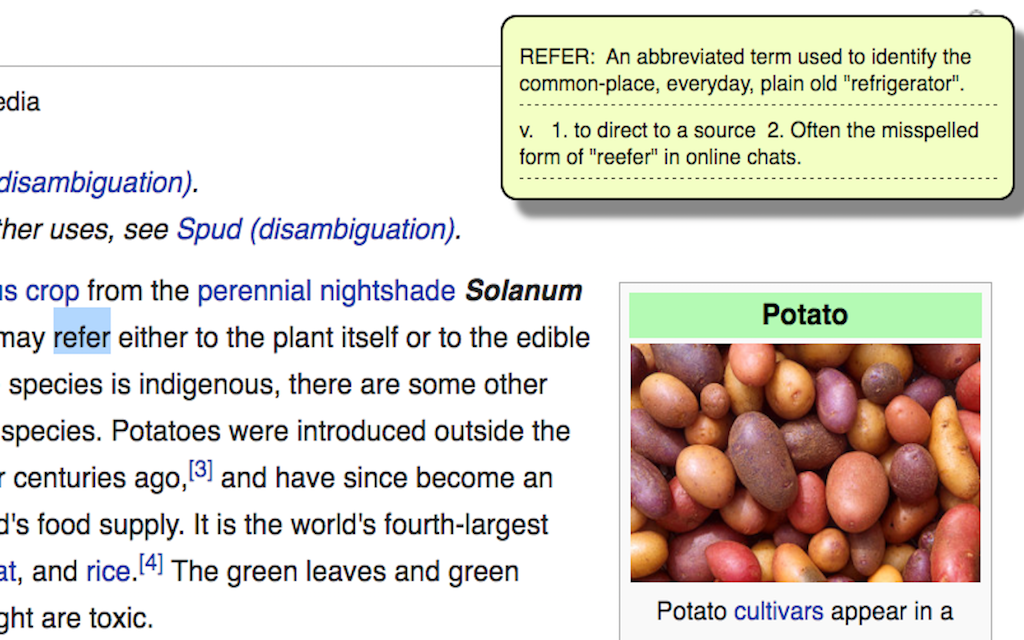 REFER: An abbreviated term used to identify the
common-place, everyday, plain old "refrigerator".
v. 1. to direct to a source 2. Often the misspelled
form of "reefer" in online chats.
edia
disambiguation).
ther uses, see Spud (disambiguation).
us crop from the perennial nightshade Solanum
may refer either to the plant itself or to the edible
species is indigenous, there are some other
species. Potatoes were introduced outside the
r centuries ago,[3] and have since become an
d's food supply. It is the world's fourth-largest
at, and rice.[4] The green leaves and green
ght are toxic.
Potato
Potato cultivars appear in a